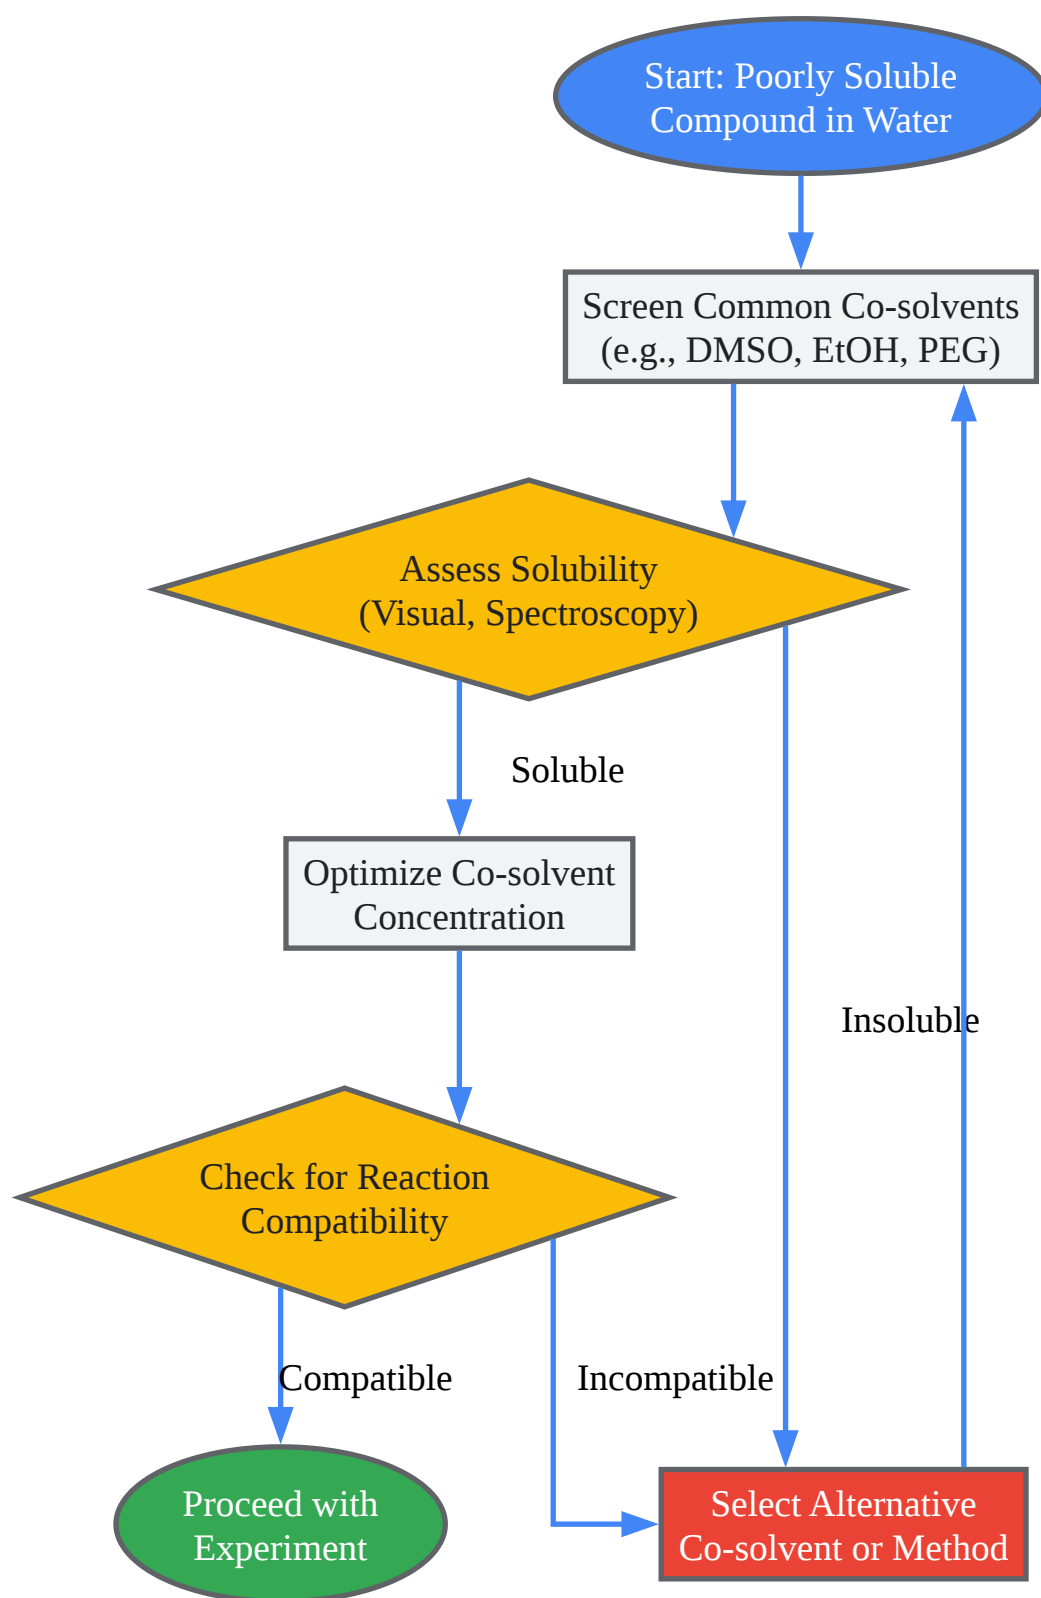 Start: Poorly Soluble
Compound in Water
Screen Common Co-solvents
(e.g., DMSO, EtOH, PEG)
Assess Solubility
(Visual, Spectroscopy)
Soluble
Optimize Co-solvent
Concentration
Insoluble
Check for Reaction
Compatibility
Compatible
Incompatible
Proceed with
Experiment
Select Alternative
Co-solvent or Method